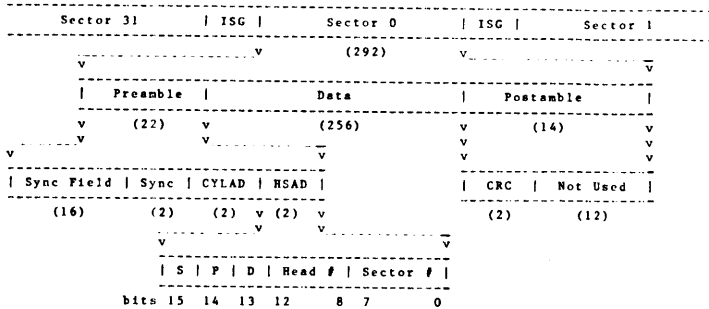 Sector 31 | ISG | Sector 0 | ISG | Sector 1
(292)
| Preamble | Data | Postamble |
(22) (256) (14)
| Sync Field | Sync | CYLAD | HSAD | | CRC | Not Used |
(16) (2) (2) (2) (2) (12)
| S | P | D | Head # | Sector # |
bits 15 14 13 12 8 7 0